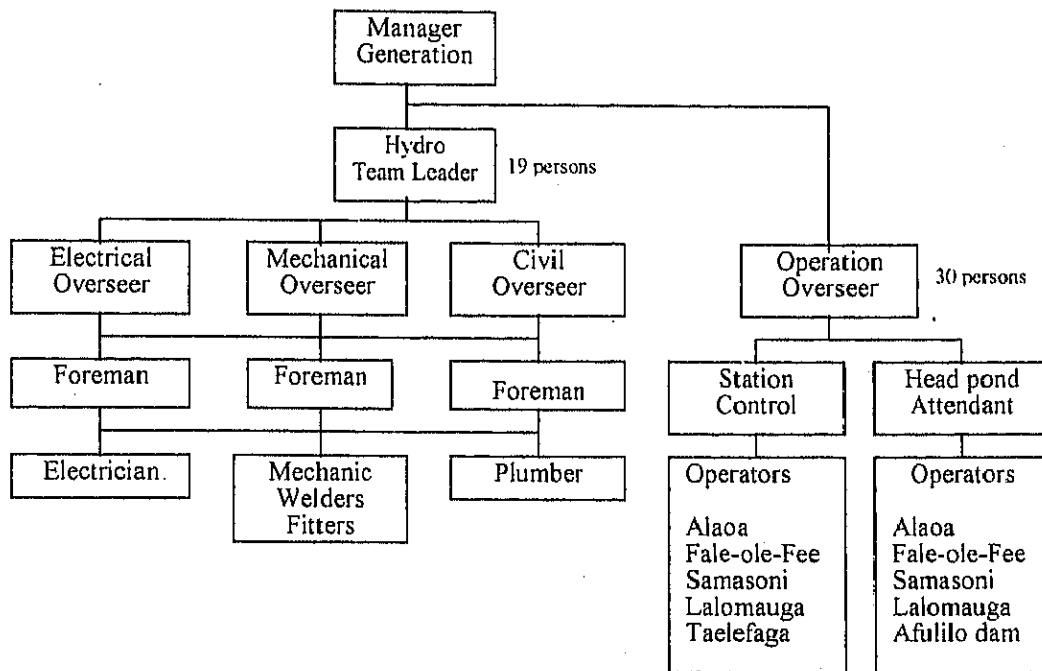 Manager
Generation
Hydro
Team Leader
19 persons
Electrical
Overseer
Mechanical
Overseer
Civil
Overseer
Operation
Overseer
30 persons
Foreman
Foreman
Foreman
Station
Control
Head pond
Attendant
Electrician
Mechanic
Welders
Fitters
Plumber
Operators
Alaoa
Fale-ole-Fee
Samasoni
Lalomauga
Taelefaga
Operators
Alaoa
Fale-ole-Fee
Samasoni
Lalomauga
Afulilo dam